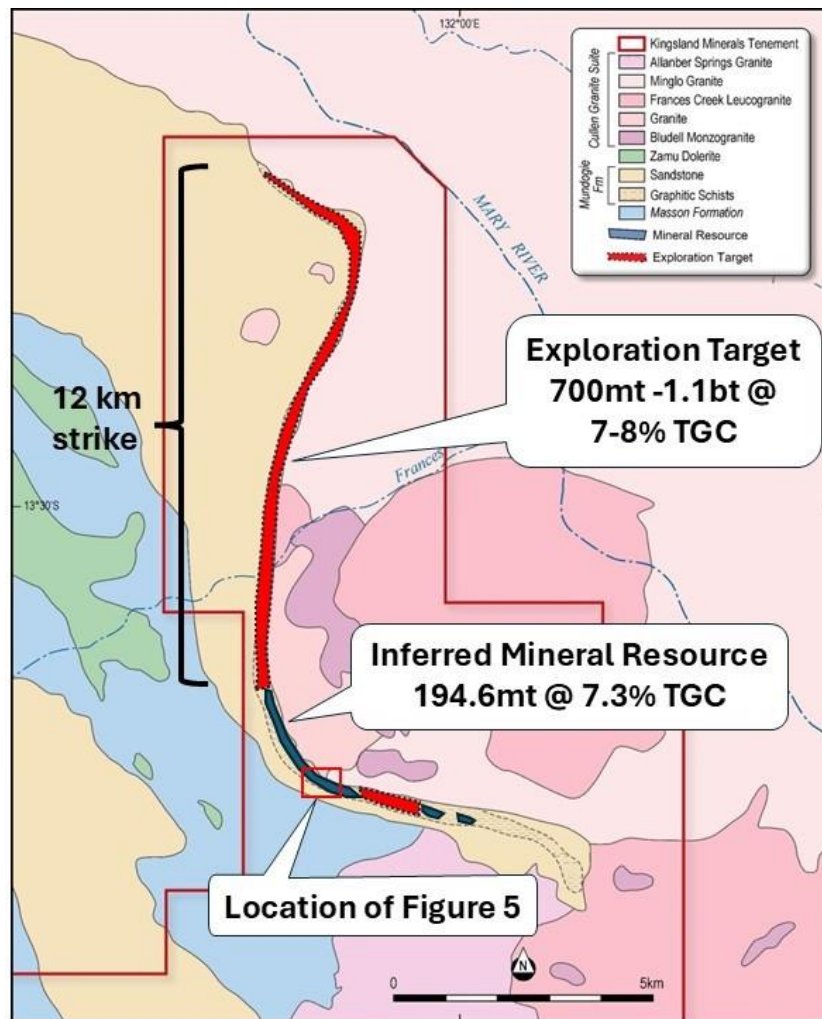 132°00'E
Kingsland Minerals Tenement
Cullen Granite Suite
Allanber Springs Granite
Minglo Granite
Frances Creek Leucogranite
Granite
Bludell Monzogranite
Zamu Dolerite
Mundogie Frm
Sandstone
Graphitic Schists
Masson Formation
Mineral Resource
Exploration Target
MARY RIVER
Exploration Target
700mt -1.1bt @
7-8% TGC
12 km
strike
Frances
13°30'S
Inferred Mineral Resource
194.6mt @ 7.3% TGC
Location of Figure 5
N
0 5km